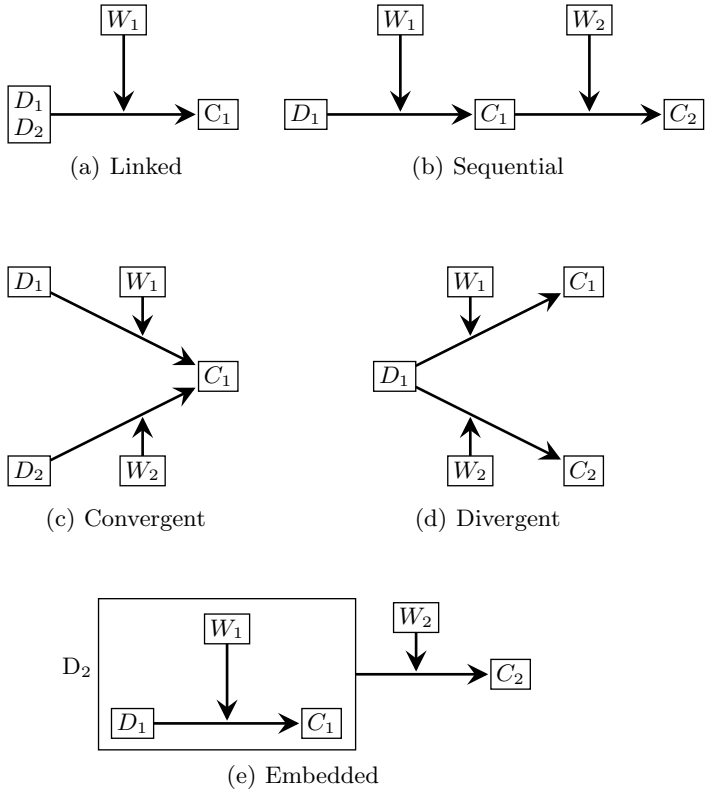 W₁
D₁
D₂
C₁
(a) Linked
W₁
W₂
D₁
C₁
C₂
(b) Sequential
D₁
W₁
C₁
D₂
W₂
(c) Convergent
W₁
C₁
D₁
W₂
C₂
(d) Divergent
W₁
W₂
D₂
C₂
D₁
C₁
(e) Embedded